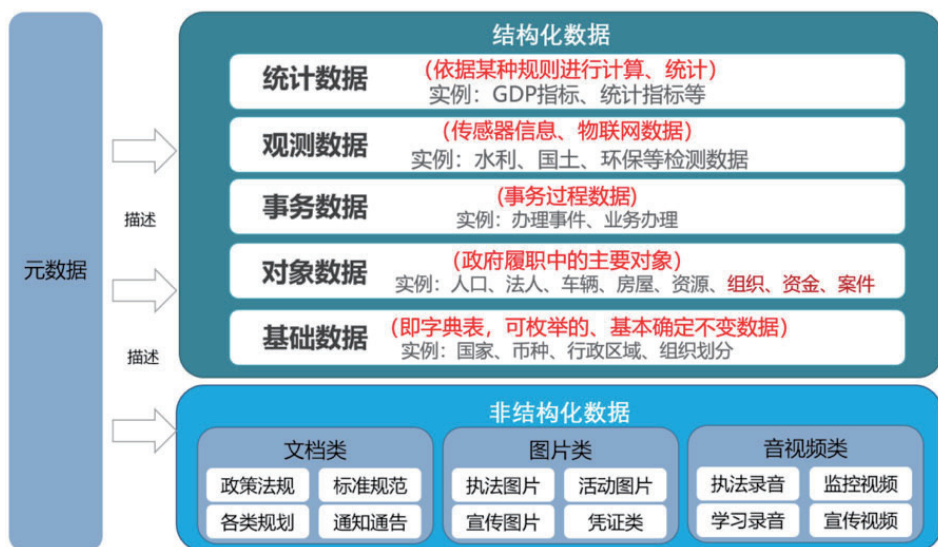 元数据
描述
描述
结构化数据
统计数据
（依据某种规则进行计算、统计）
实例：GDP指标、统计指标等
观测数据
（传感器信息、物联网数据）
实例：水利、国土、环保等检测数据
事务数据
(事务过程数据)
实例：办理事件、业务办理
对象数据
（政府履职中的主要对象）
实例：人口、法人、车辆、房屋、资源、组织、资金、案件
基础数据
（即字典表，可枚举的、基本确定不变数据）
实例：国家、币种、行政区域、组织划分
非结构化数据
文档类
政策法规 标准规范
各类规划 通知通告
图片类
执法图片 活动图片
宣传图片 凭证类
音视频类
执法录音 监控视频
学习录音 宣传视频